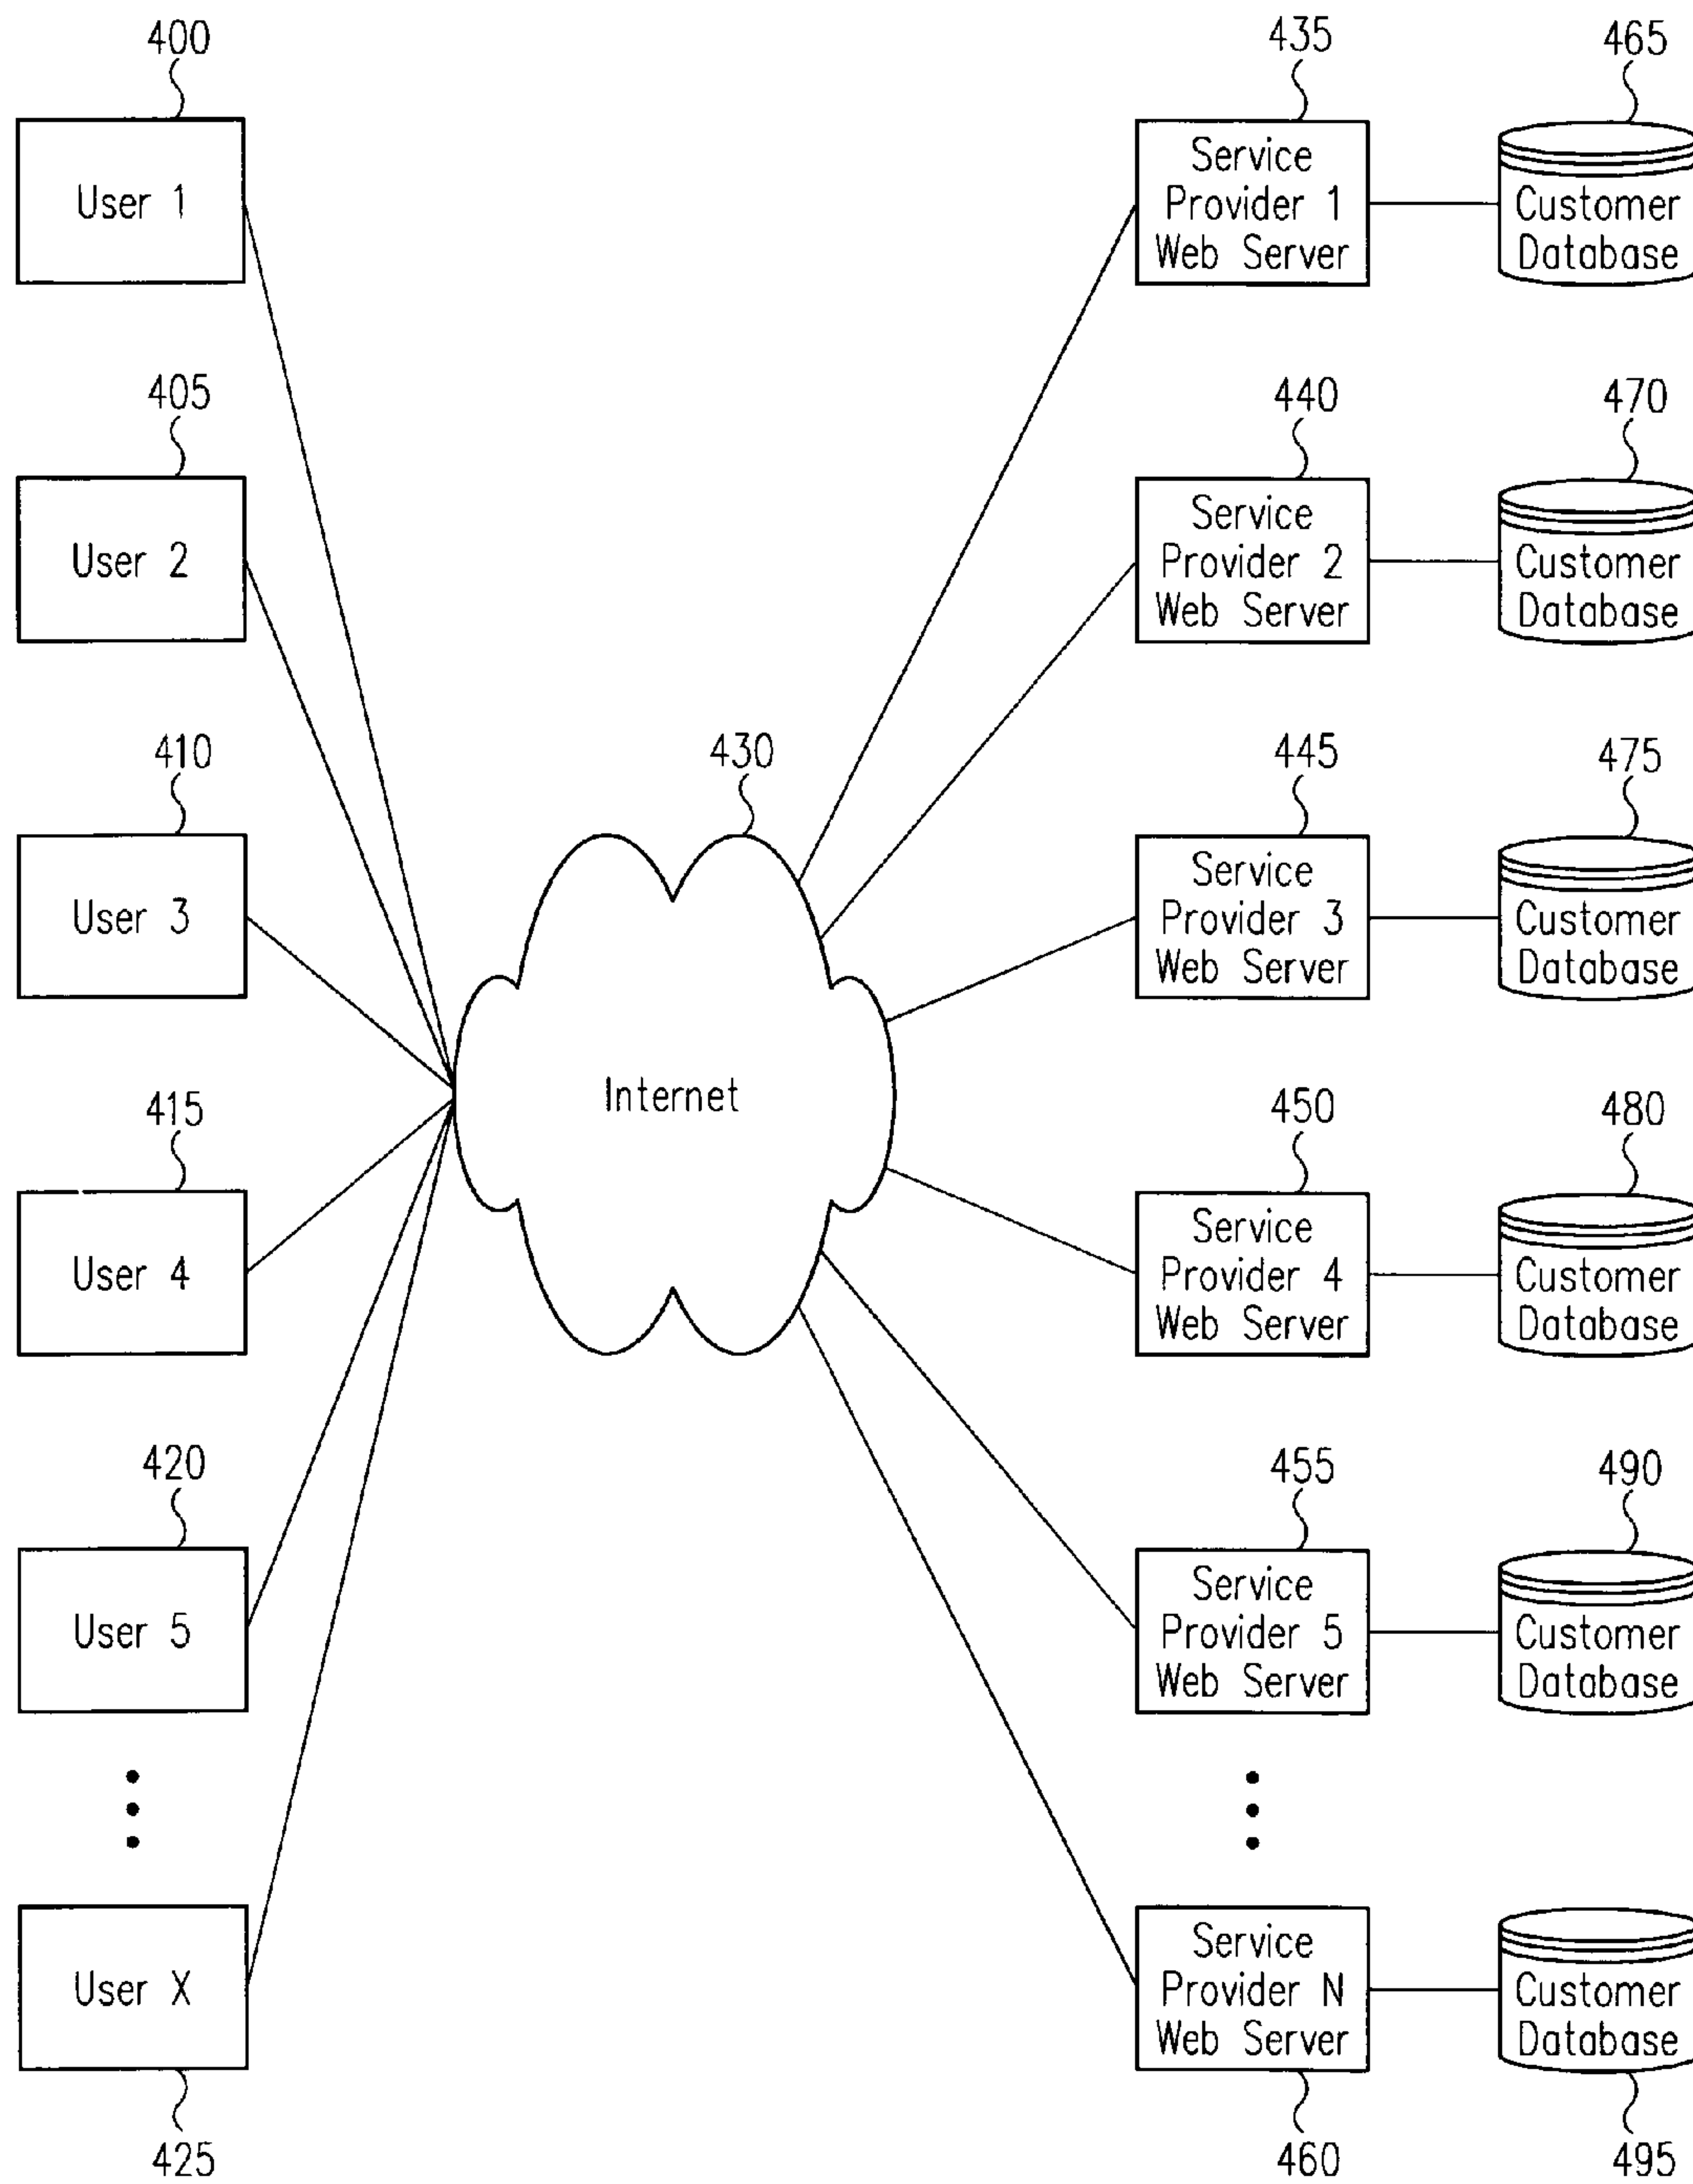 400
435
465
User 1
Service
Provider 1
Web Server
Customer
Database
405
440
470
User 2
Service
Provider 2
Web Server
Customer
Database
410
430
445
475
User 3
Service
Provider 3
Web Server
Customer
Database
Internet
415
450
480
User 4
Service
Provider 4
Web Server
Customer
Database
420
455
490
User 5
Service
Provider 5
Web Server
Customer
Database
User X
Service
Provider N
Web Server
Customer
Database
425
460
495